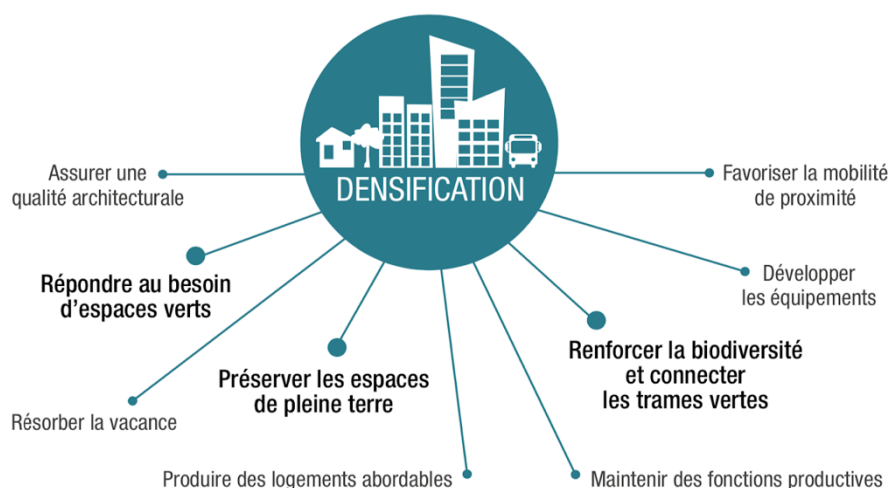 DENSIFICATION
Assurer une
qualité architecturale
Répondre au besoin
d’espaces verts
Résorber la vacance
Préserver les espaces
de pleine terre
Produire des logements abordables
Maintenir des fonctions productives
Renforcer la biodiversité
et connecter
les trames vertes
Développer
les équipements
Favoriser la mobilité
de proximité